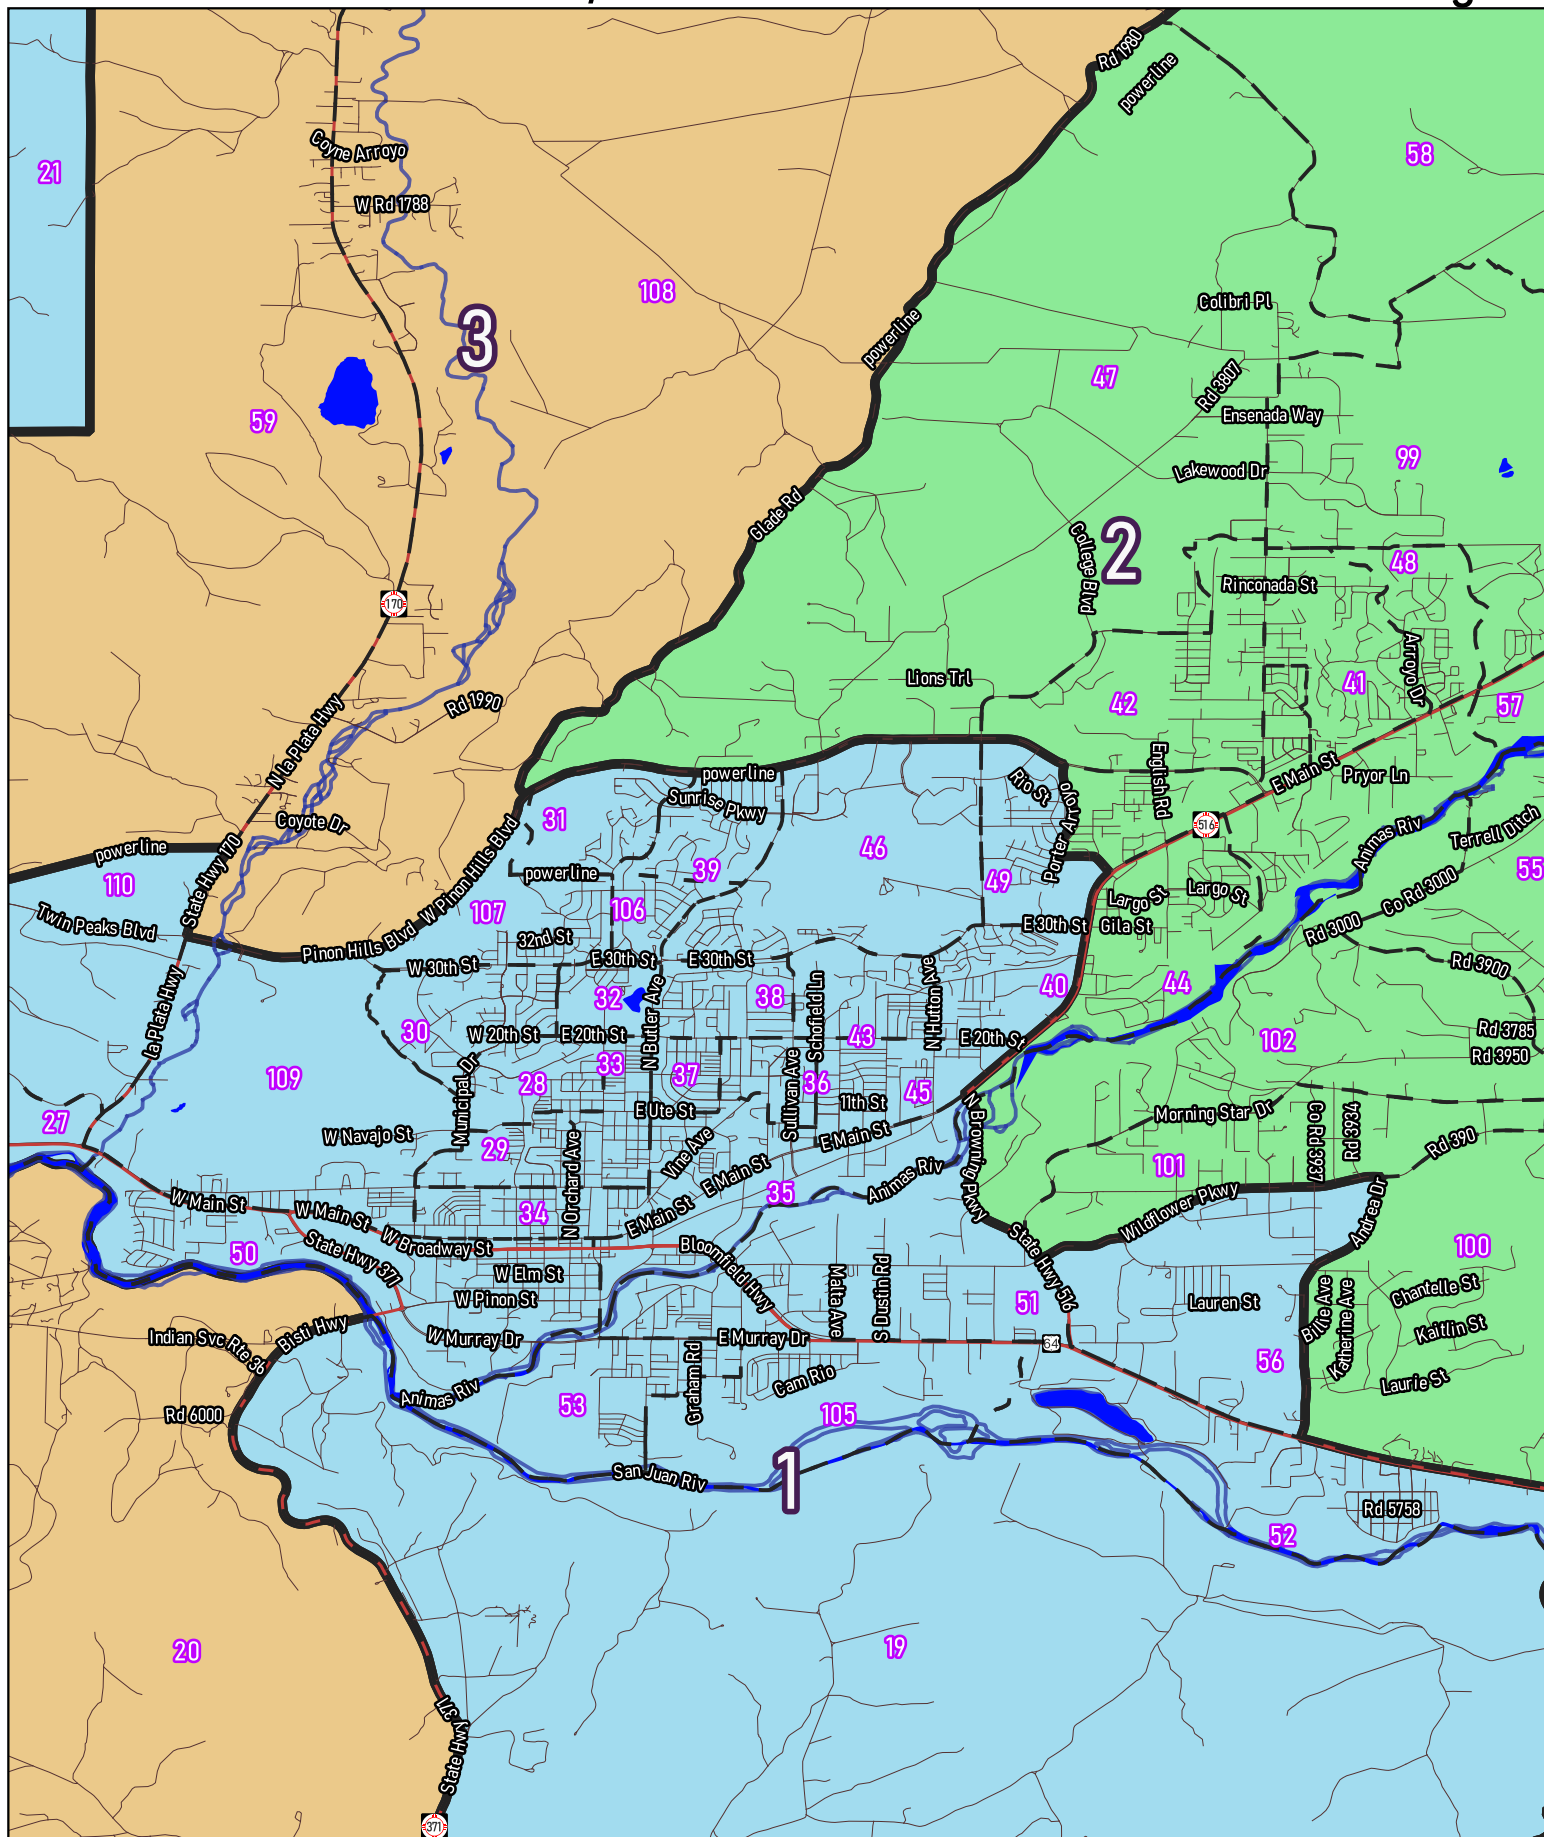 Rd 1980
powerline
58
Coyne Arroyo
21
W Rd 1788
108
Colibri Pl
3
powerline
47
Rd 3807
59
Ensenada Way
99
Lakewood Dr
Glade Rd
College Blvd
2
48
Rinconada St
170
Arroyo Dr
Lions Trl
41
42
57
Rd 1990
N la Plata Hwy
English Rd
E Main St
Pryor Ln
powerline
Rio St
Sunrise Pkwy
31
Coyote Dr
516
Animas Riv
Terrell Ditch
Porter Arroyo
powerline
46
State Hwy 170
W Pinon Hills Blvd
39
powerline
110
49
55
Largo St
Largo St
Co Rd 3000
107
106
Twin Peaks Blvd
E 30th St
Gila St
Rd 3000
Pinon Hills Blvd
32nd St
W 30th St
E 30th St
E 30th St
Rd 3900
la Plata Hwy
32
N Butler Ave
38
Schofield Ln
N Hutton Ave
40
44
30
W 20th St
E 20th St
43
E 20th St
102
Rd 3785
Rd 3950
109
Municipal Dr
28
33
37
36
45
27
E Ute St
Sullivan Ave
11th St
N Browning Pkwy
Morning Star Dr
Co Rd 3937
Rd 3934
W Navajo St
29
N Orchard Ave
Vine Ave
E Main St
E Main St
Rd 390
101
Animas Riv
35
W Main St
W Main St
34
E Main St
Wildflower Pkwy
Andrea Dr
50
State Hwy 371
W Broadway St
Bloomfield Hwy
State Hwy 516
100
W Elm St
Malta Ave
S Dustin Rd
Chantelle St
W Pinon St
51
Lauren St
Billie Ave
Katherine Ave
Kaitlin St
Indian Svc Rte 36
Bisti Hwy
W Murray Dr
E Murray Dr
64
56
Graham Rd
Cam Rio
Laurie St
Animas Riv
53
105
Rd 6000
San Juan Riv
1
Rd 5758
52
20
19
State Hwy 371
371